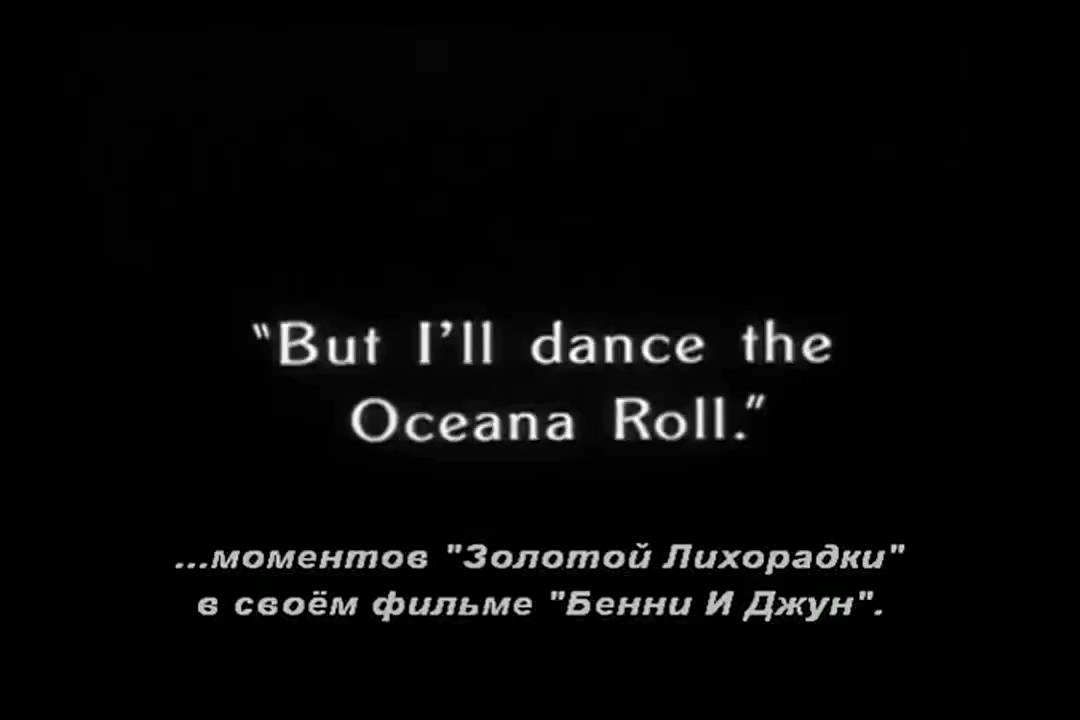 "But I'll dance the
Oceana Roll."
...моментов "Золотой Лихорадки"
в своём фильме "Бенни И Джун".